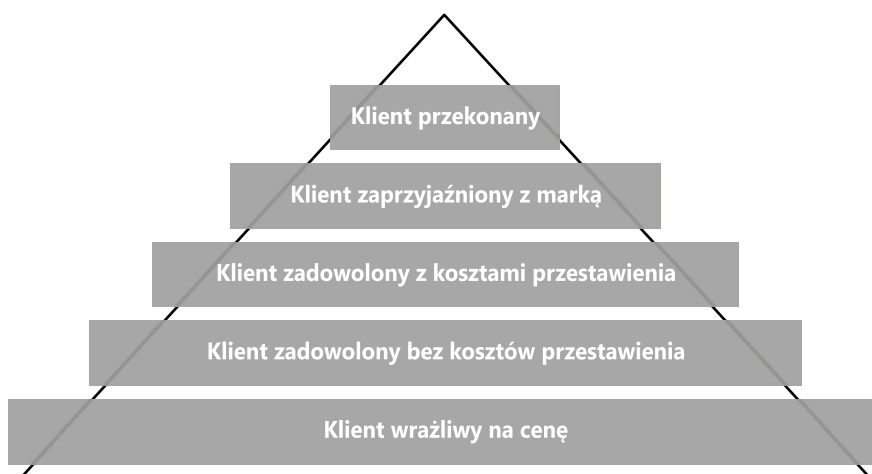 Klient przekonany
Klient zaprzyjaźniony z marką
Klient zadowolony z kosztami przestawienia
Klient zadowolony bez kosztów przestawienia
Klient wrażliwy na cenę